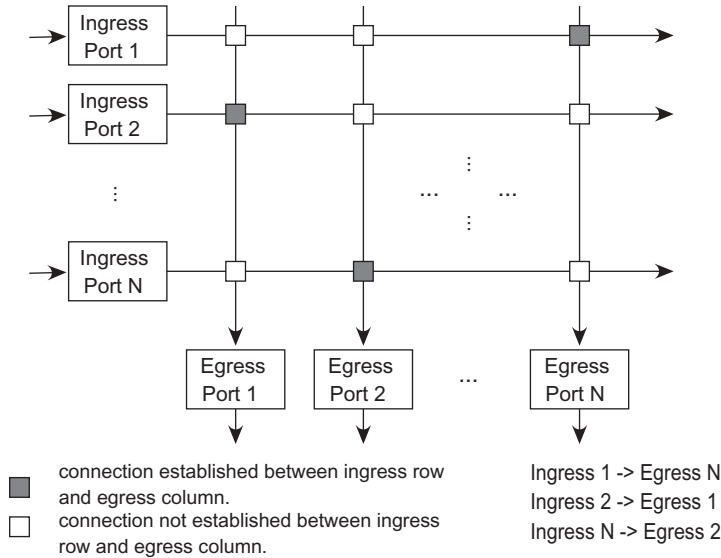 Ingress
Port 1
Ingress
Port 2
⋮
... ⋮ ...
⋮
Ingress
Port N
Egress
Port 1
Egress
Port 2
...
Egress
Port N
connection established between ingress row
and egress column.
connection not established between ingress
row and egress column.
Ingress 1 -> Egress N
Ingress 2 -> Egress 1
Ingress N -> Egress 2